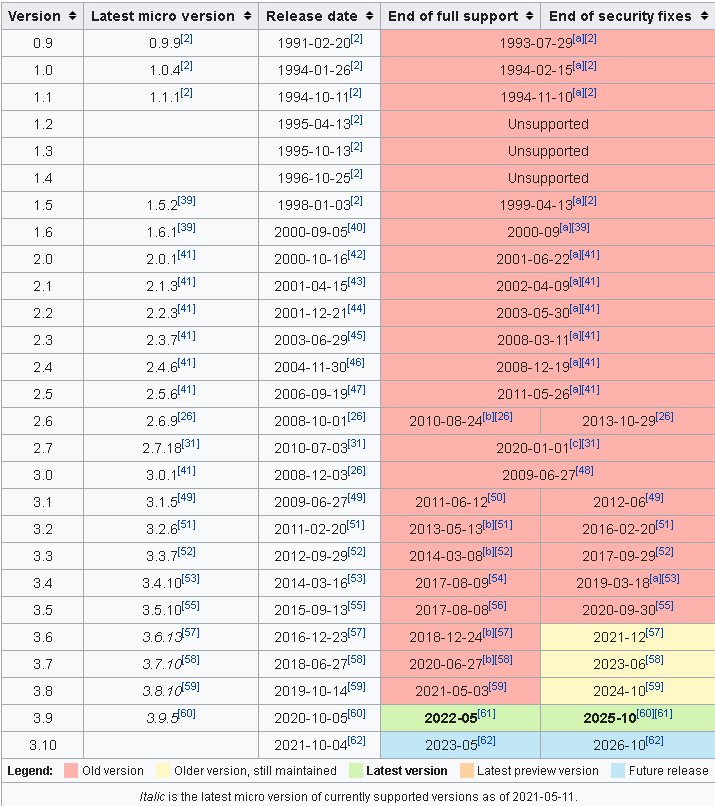 Version Latest micro version Release date End of full support End of security fixes
0.9 0.9.9[2] 1991-02-20[2] 1993-07-29[a][2]
1.0 1.0.4[2] 1994-01-26[2] 1994-02-15[a][2]
1.1 1.1.1[2] 1994-10-11[2] 1994-11-10[a][2]
1.2 1995-04-13[2] Unsupported
1.3 1995-10-13[2] Unsupported
1.4 1996-10-25[2] Unsupported
1.5 1.5.2[39] 1998-01-03[2] 1999-04-13[a][2]
1.6 1.6.1[39] 2000-09-05[40] 2000-09[a][39]
2.0 2.0.1[41] 2000-10-16[42] 2001-06-22[a][41]
2.1 2.1.3[41] 2001-04-15[43] 2002-04-09[a][41]
2.2 2.2.3[41] 2001-12-21[44] 2003-05-30[a][41]
2.3 2.3.7[41] 2003-06-29[45] 2008-03-11[a][41]
2.4 2.4.6[41] 2004-11-30[46] 2008-12-19[a][41]
2.5 2.5.6[41] 2006-09-19[47] 2011-05-26[a][41]
2.6 2.6.9[26] 2008-10-01[26] 2010-08-24[b][26] 2013-10-29[26]
2.7 2.7.18[31] 2010-07-03[31] 2020-01-01[c][31]
3.0 3.0.1[41] 2008-12-03[26] 2009-06-27[48]
3.1 3.1.5[49] 2009-06-27[49] 2011-06-12[50] 2012-06[49]
3.2 3.2.6[51] 2011-02-20[51] 2013-05-13[b][51] 2016-02-20[51]
3.3 3.3.7[52] 2012-09-29[52] 2014-03-08[b][52] 2017-09-29[52]
3.4 3.4.10[53] 2014-03-16[53] 2017-08-09[54] 2019-03-18[a][53]
3.5 3.5.10[55] 2015-09-13[55] 2017-08-08[56] 2020-09-30[55]
3.6 3.6.13[57] 2016-12-23[57] 2018-12-24[b][57] 2021-12[57]
3.7 3.7.10[58] 2018-06-27[58] 2020-06-27[b][58] 2023-06[58]
3.8 3.8.10[59] 2019-10-14[59] 2021-05-03[59] 2024-10[59]
3.9 3.9.5[60] 2020-10-05[60] 2022-05[61] 2025-10[60][61]
3.10 2021-10-04[62] 2023-05[62] 2026-10[62]
Legend: Old version Older version, still maintained Latest version Latest preview version Future release
Italic is the latest micro version of currently supported versions as of 2021-05-11.